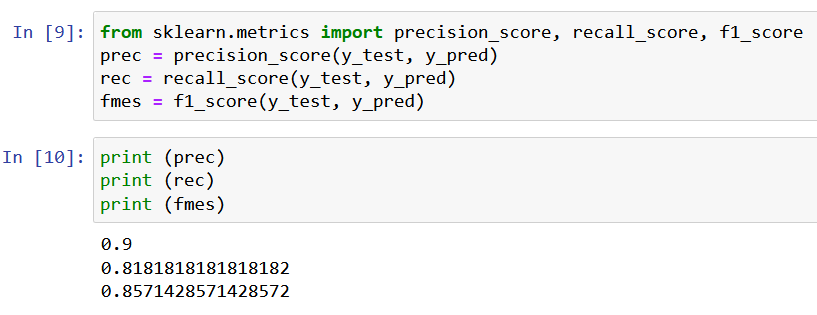 In [9]: from sklearn.metrics import precision_score, recall_score, f1_score
prec = precision_score(y_test, y_pred)
rec = recall_score(y_test, y_pred)
fmes = f1_score(y_test, y_pred)
In [10]: print (prec)
print (rec)
print (fmes)
0.9
0.8181818181818182
0.8571428571428572